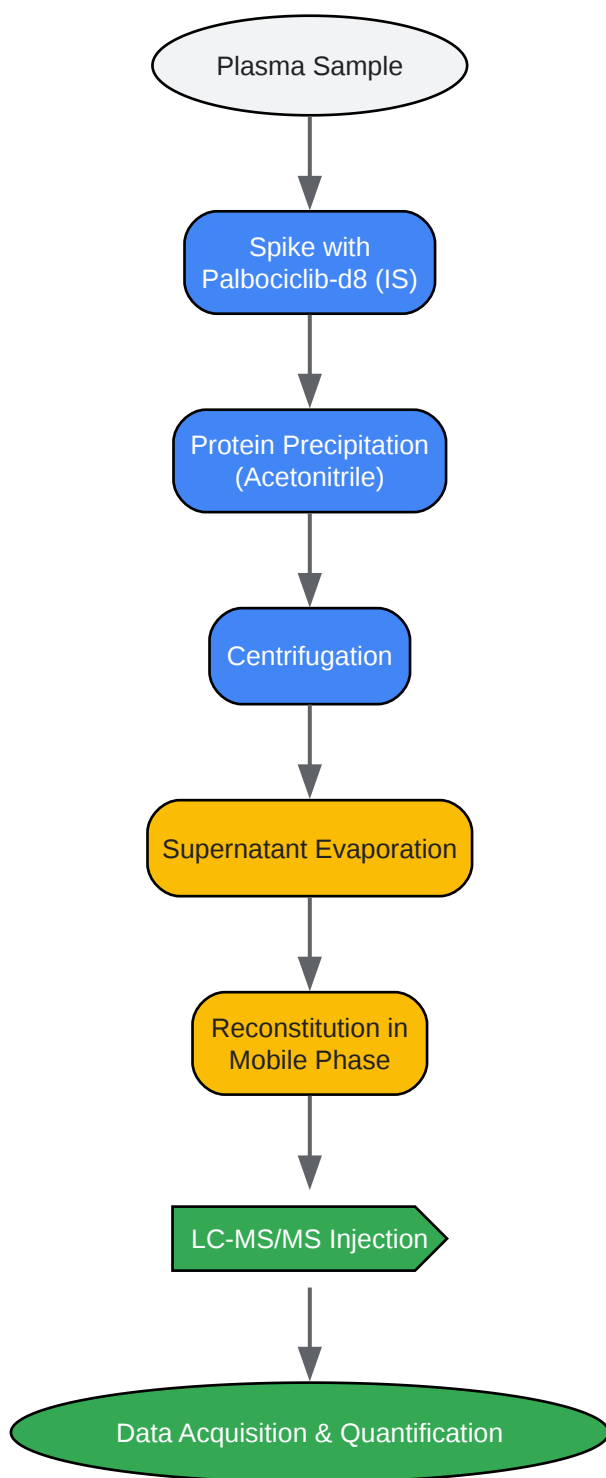 Plasma Sample
Spike with
Palbociclib-d8 (IS)
Protein Precipitation
(Acetonitrile)
Centrifugation
Supernatant Evaporation
Reconstitution in
Mobile Phase
LC-MS/MS Injection
Data Acquisition & Quantification